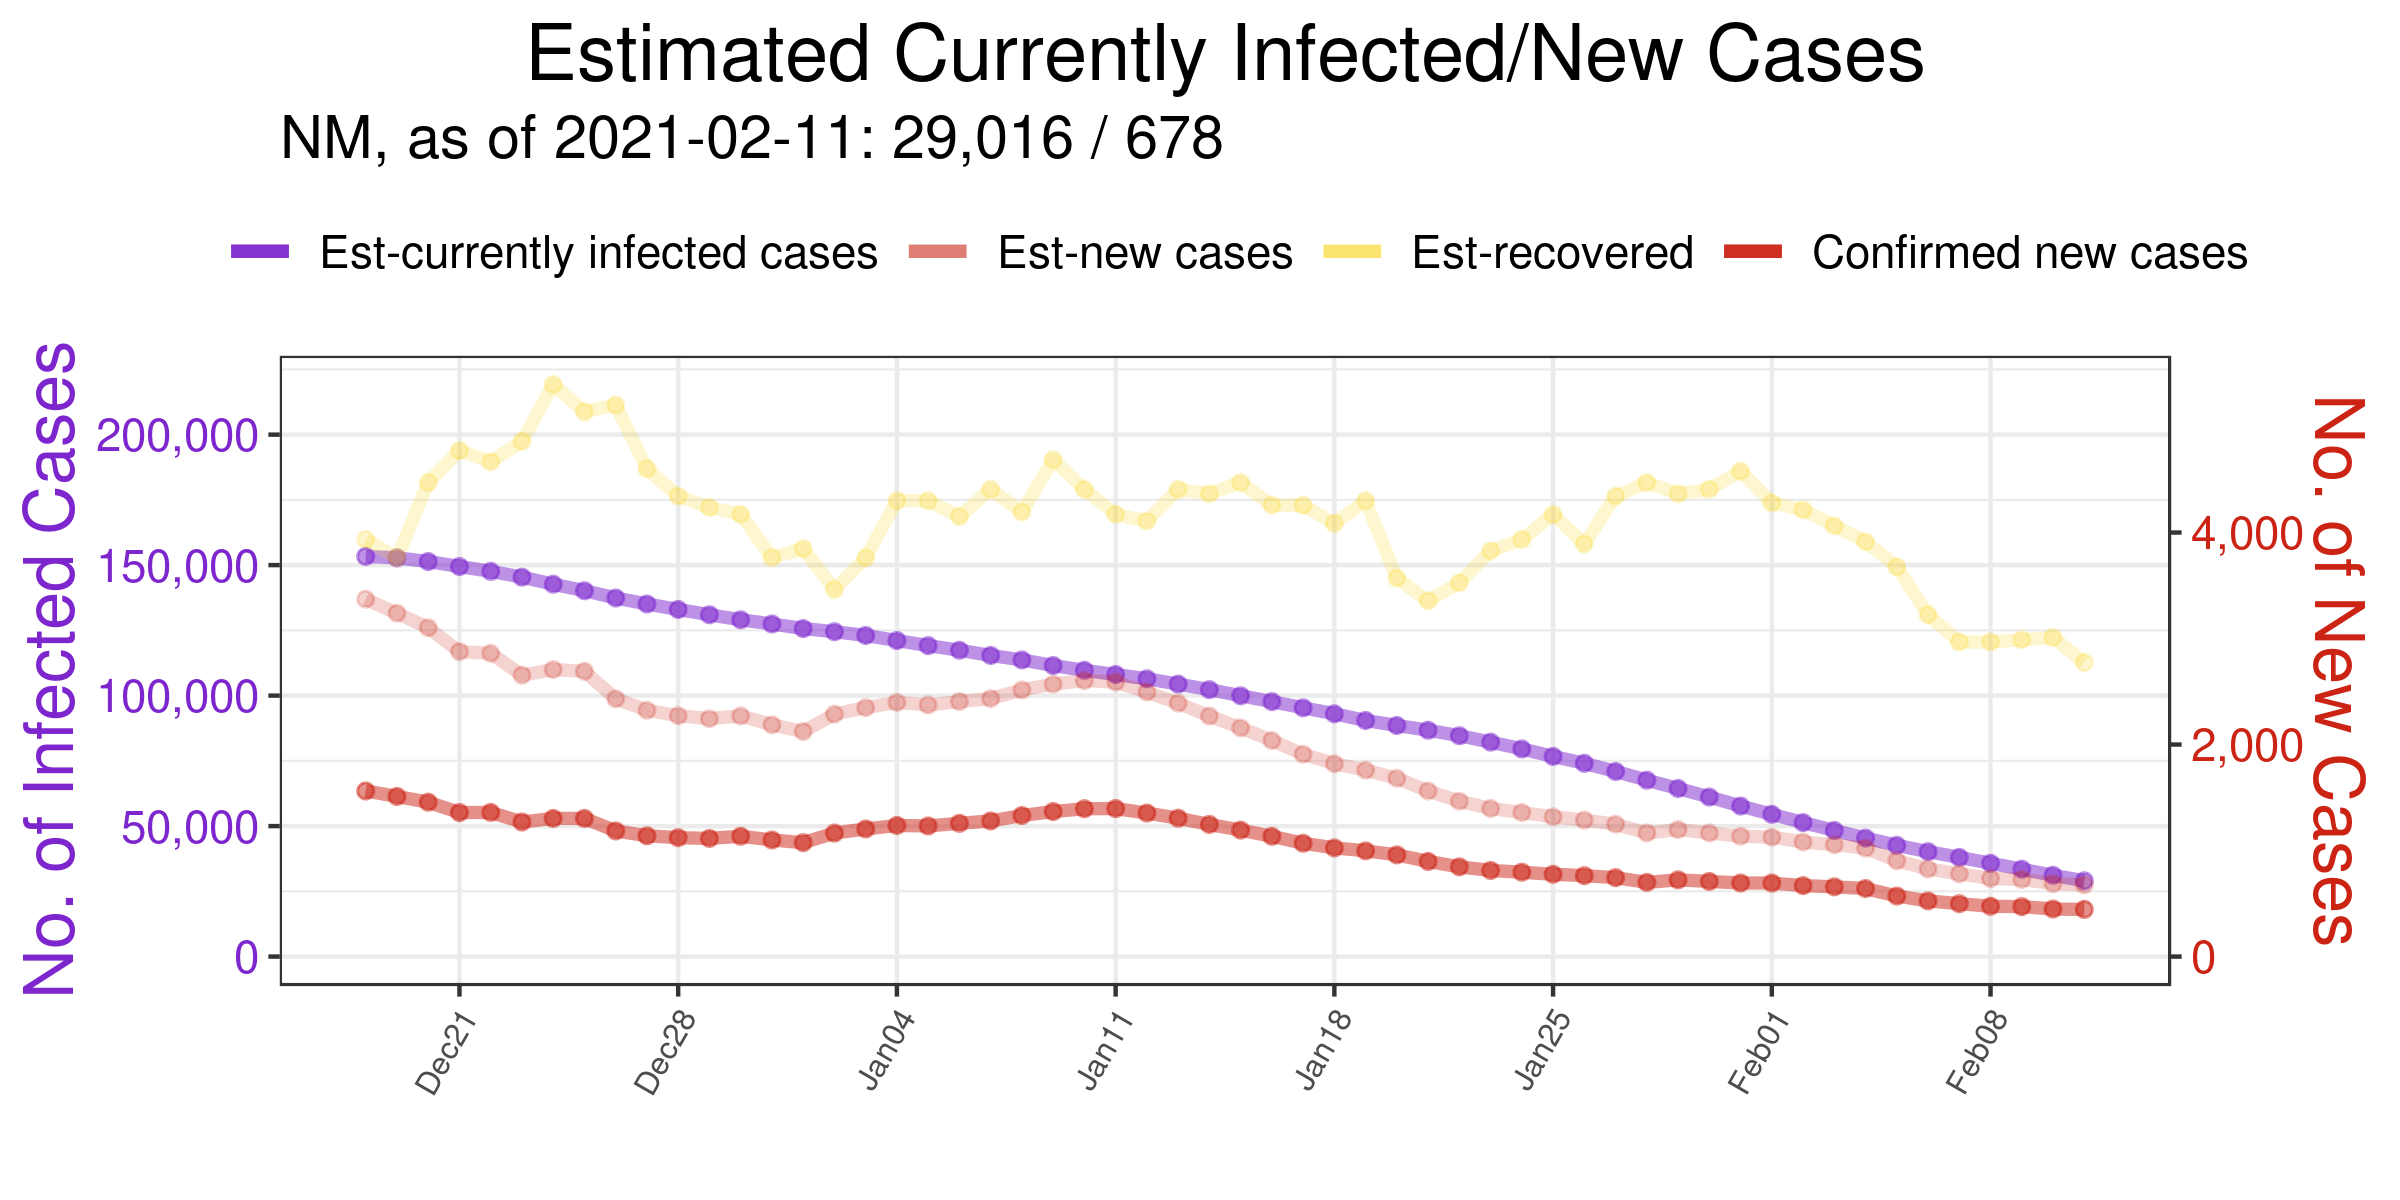 Estimated Currently Infected/New Cases
NM, as of 2021-02-11: 29,016 / 678
Est-currently infected cases Est-new cases Est-recovered Confirmed new cases
No. of Infected Cases
200,000
150,000
100,000
50,000
0
4,000
2,000
0
No. of New Cases
Dec21 Dec28 Jan04 Jan11 Jan18 Jan25 Feb01 Feb08